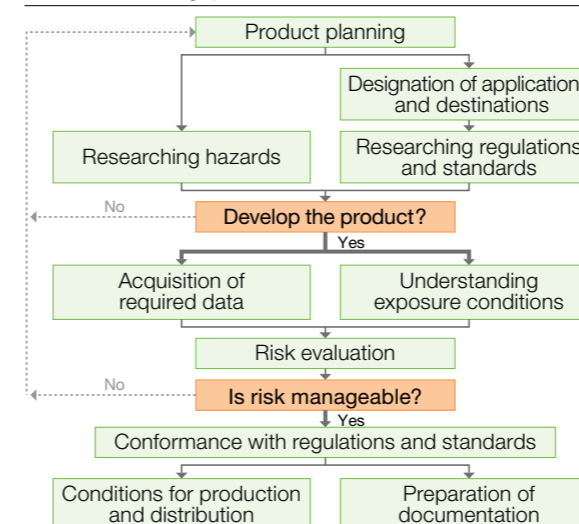 Product planning
Designation of application
and destinations
Researching hazards
Researching regulations
and standards
No
Develop the product?
Yes
Acquisition of
required data
Understanding
exposure conditions
Risk evaluation
No
Is risk manageable?
Yes
Conformance with regulations and standards
Conditions for production
and distribution
Preparation of
documentation